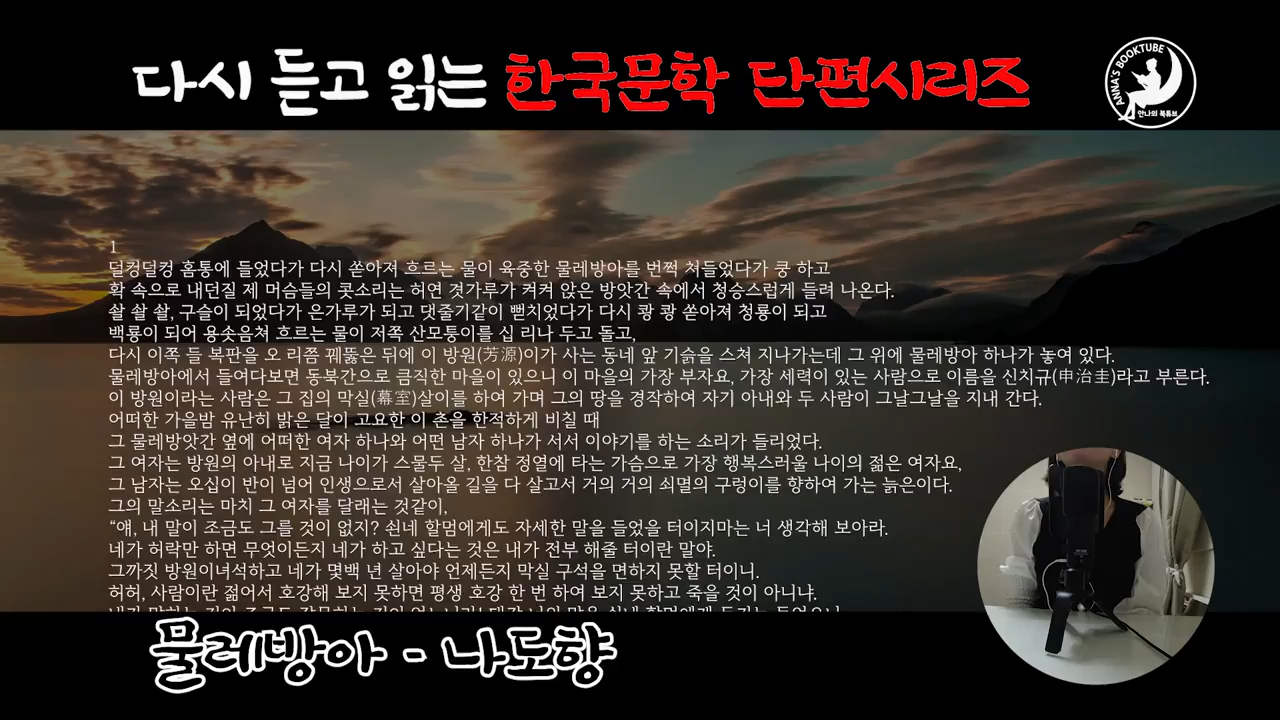 다시 듣고 읽는 한국문학 단편시리즈
ANNA'S BOOKTUBE
안나의 북튜브
1
덜컹덜컹 홈통에 들었다가 다시 쏟아져 흐르는 물이 육중한 물레방아를 번쩍 쳐들었다가 쿵 하고
확 속으로 내던질 제 머슴들의 콧소리는 허연 겻가루가 켜켜 앉은 방앗간 속에서 청승스럽게 들려 나온다.
솰 솰 솰, 구슬이 되었다가 은가루가 되고 댓줄기같이 뻗치었다가 다시 쾅 쾅 쏟아져 청룡이 되고
백룡이 되어 용솟음쳐 흐르는 물이 저쪽 산모퉁이를 십 리나 두고 돌고,
다시 이쪽 들 복판을 오 리쯤 꿰뚫은 뒤에 이 방원(芳源)이가 사는 동네 앞 기슭을 스쳐 지나가는데 그 위에 물레방아 하나가 놓여 있다.
물레방아에서 들여다보면 동북간으로 큼직한 마을이 있으니 이 마을의 가장 부자요, 가장 세력이 있는 사람으로 이름을 신치규(申治圭)라고 부른다.
이 방원이라는 사람은 그 집의 막실(幕室)살이를 하여 가며 그의 땅을 경작하여 자기 아내와 두 사람이 그날그날을 지내 간다.
어떠한 가을밤 유난히 밝은 달이 고요한 이 촌을 한적하게 비칠 때
그 물레방앗간 옆에 어떠한 여자 하나와 어떤 남자 하나가 서서 이야기를 하는 소리가 들리었다.
그 여자는 방원의 아내로 지금 나이가 스물두 살, 한참 정열에 타는 가슴으로 가장 행복스러울 나이의 젊은 여자요,
그 남자는 오십이 반이 넘어 인생으로서 살아올 길을 다 살고서 거의 거의 쇠멸의 구렁이를 향하여 가는 늙은이다.
그의 말소리는 마치 그 여자를 달래는 것같이,
“얘, 내 말이 조금도 그를 것이 없지? 쇤네 할멈에게도 자세한 말을 들었을 터이지마는 너 생각해 보아라.
네가 허락만 하면 무엇이든지 네가 하고 싶다는 것은 내가 전부 해줄 터이란 말야.
그까짓 방원이녀석하고 네가 몇백 년 살아야 언제든지 막실 구석을 면하지 못할 터이니.
허허, 사람이란 젊어서 호강해 보지 못하면 평생 호강 한 번 하여 보지 못하고 죽을 것이 아니냐.
물레방아 - 나도향